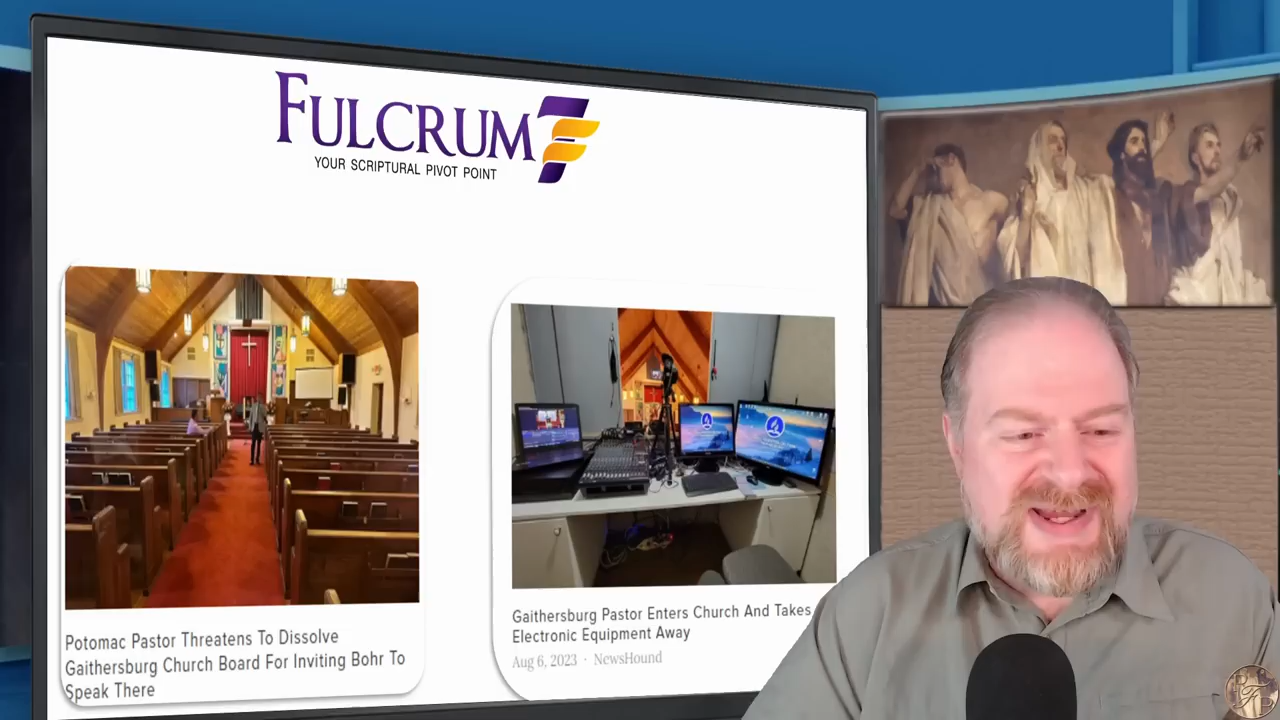 FULCRUM7
YOUR SCRIPTURAL PIVOT POINT
Potomac Pastor Threatens To Dissolve
Gaithersburg Church Board For Inviting Bohr To
Speak There
Gaithersburg Pastor Enters Church And Takes
Electronic Equipment Away
Aug 6, 2023 · NewsHound